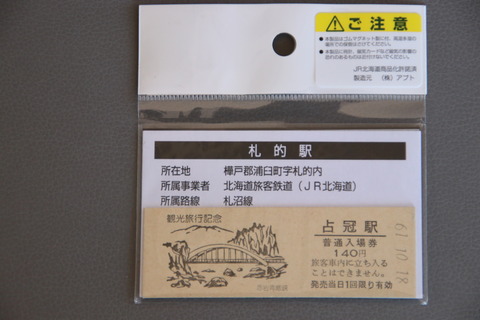 ご注意
JR北海道商品化許諾済
製造元　(株)アプト
札的駅
所在地　樺戸郡浦臼町字札的内
所属事業者　北海道旅客鉄道（ＪＲ北海道）
所属路線　札沼線
観光旅行記念
占冠駅
普通入場券
140円
旅客車内に立ち入る
ことはできません。
発売当日1回限り有効
61.10.18